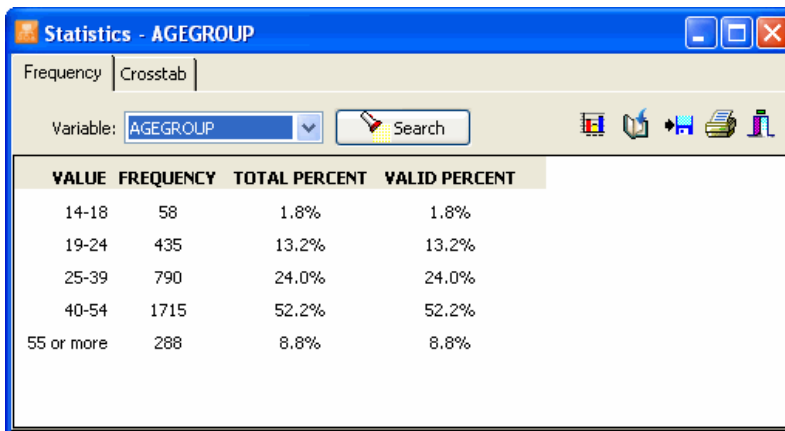 Statistics - AGEGROUP
Frequency Crosstab
Variable: AGEGROUP Search
VALUE FREQUENCY TOTAL PERCENT VALID PERCENT
14-18 58 1.8% 1.8%
19-24 435 13.2% 13.2%
25-39 790 24.0% 24.0%
40-54 1715 52.2% 52.2%
55 or more 288 8.8% 8.8%